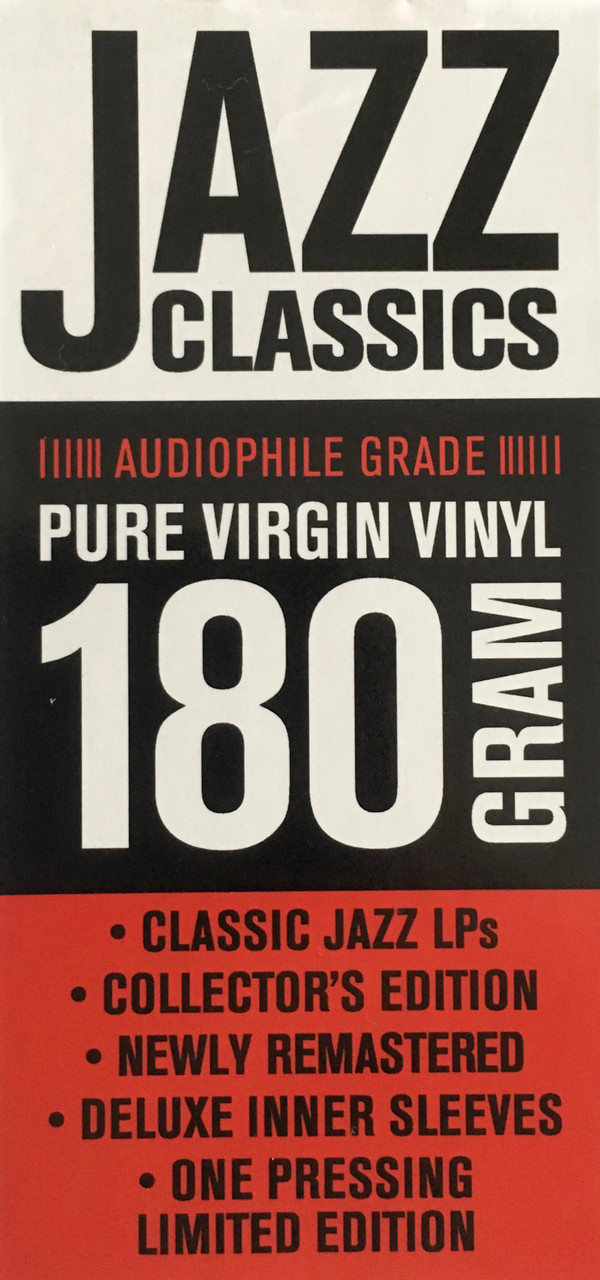 JAZZ
CLASSICS
AUDIOPHILE GRADE
PURE VIRGIN VINYL
180 GRAM
• CLASSIC JAZZ LPs
• COLLECTOR'S EDITION
• NEWLY REMASTERED
• DELUXE INNER SLEEVES
• ONE PRESSING
LIMITED EDITION